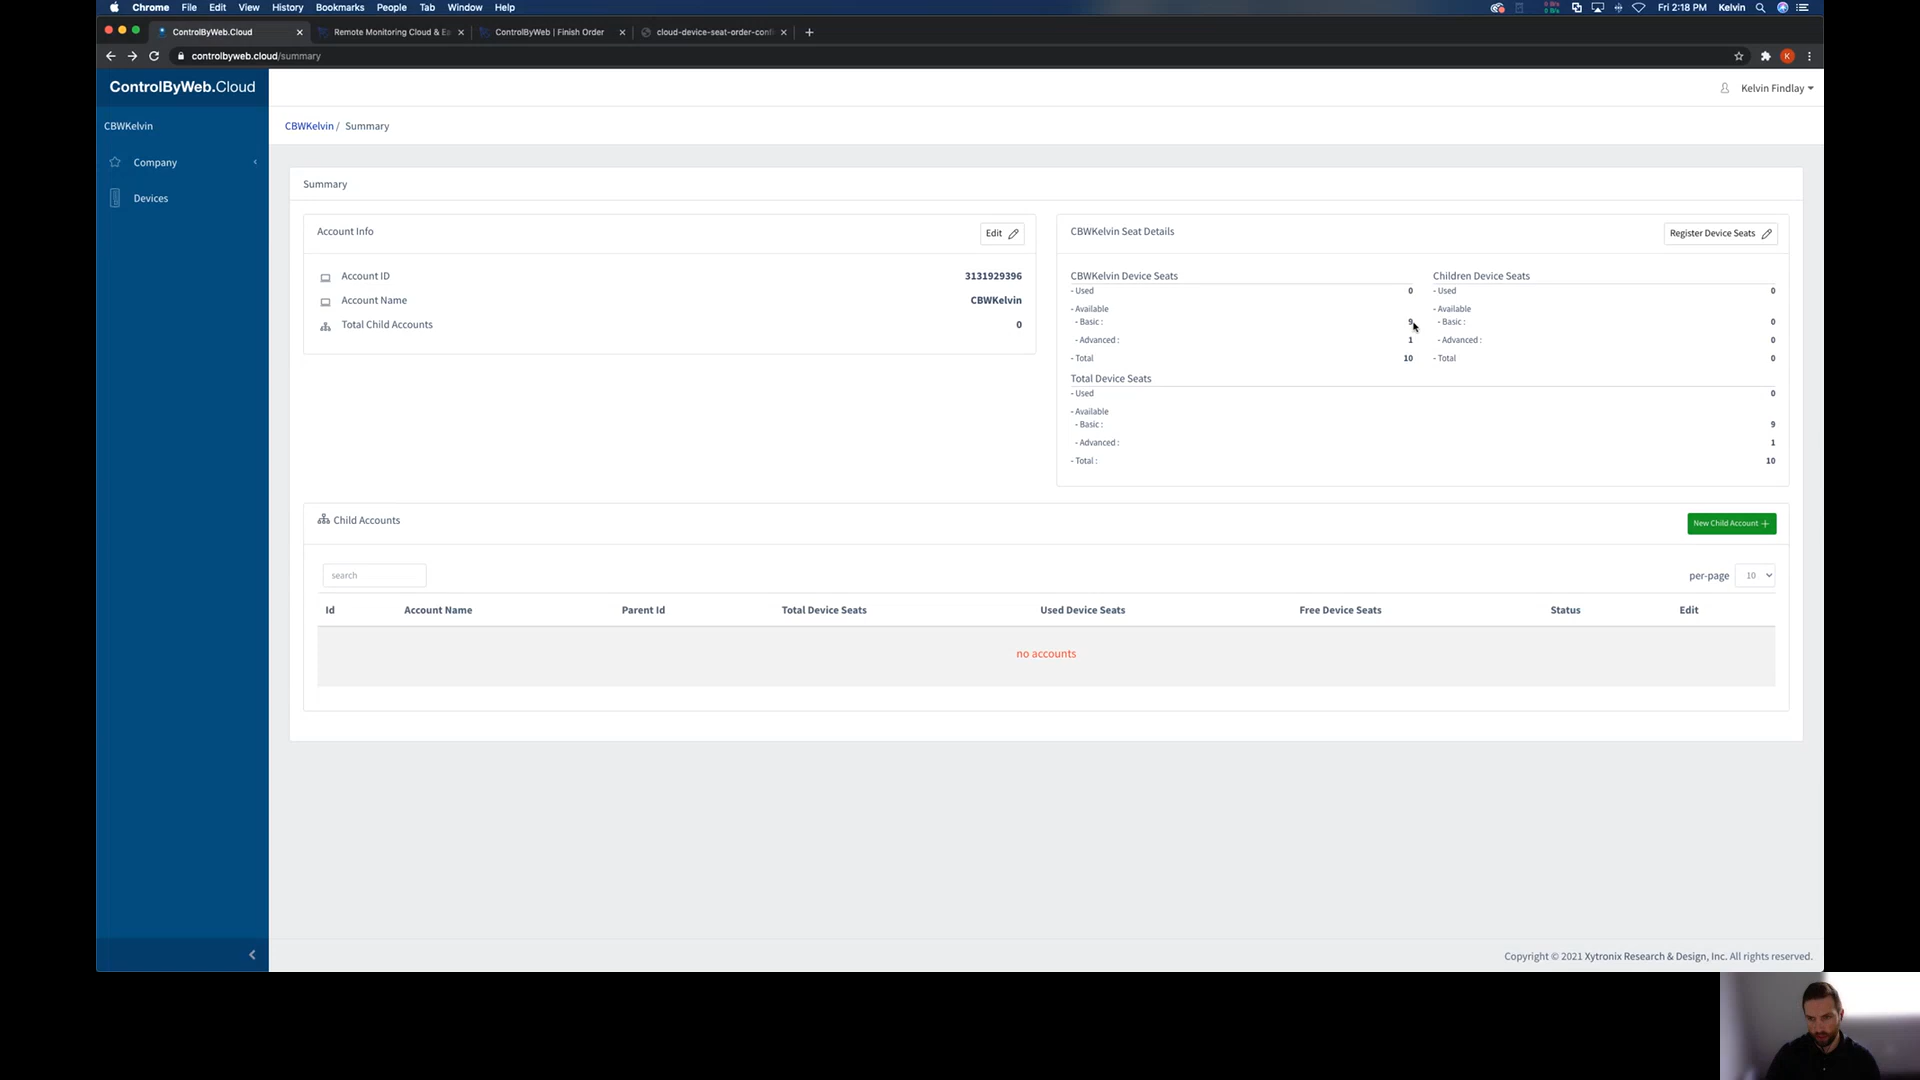 Chrome File Edit View History Bookmarks People Tab Window Help Fri 2:18 PM Kelvin
ControlByWeb.Cloud Remote Monitoring Cloud & Ea ControlByWeb | Finish Order cloud-device-seat-order-confi
controlbyweb.cloud/summary K
ControlByWeb.Cloud Kelvin Findlay
CBWKelvin CBWKelvin / Summary
Company
Devices
Summary
Account Info Edit
Account ID 3131929396
Account Name CBWKelvin
Total Child Accounts 0
CBWKelvin Seat Details Register Device Seats
CBWKelvin Device Seats Children Device Seats
- Used 0 - Used 0
- Available - Available
- Basic : 9 - Basic : 0
- Advanced : 1 - Advanced : 0
- Total 10 - Total 0
Total Device Seats
- Used 0
- Available
- Basic : 9
- Advanced : 1
- Total : 10
Child Accounts New Child Account +
search per-page 10
Id Account Name Parent Id Total Device Seats Used Device Seats Free Device Seats Status Edit
no accounts
Copyright © 2021 Xytronix Research & Design, Inc. All rights reserved.